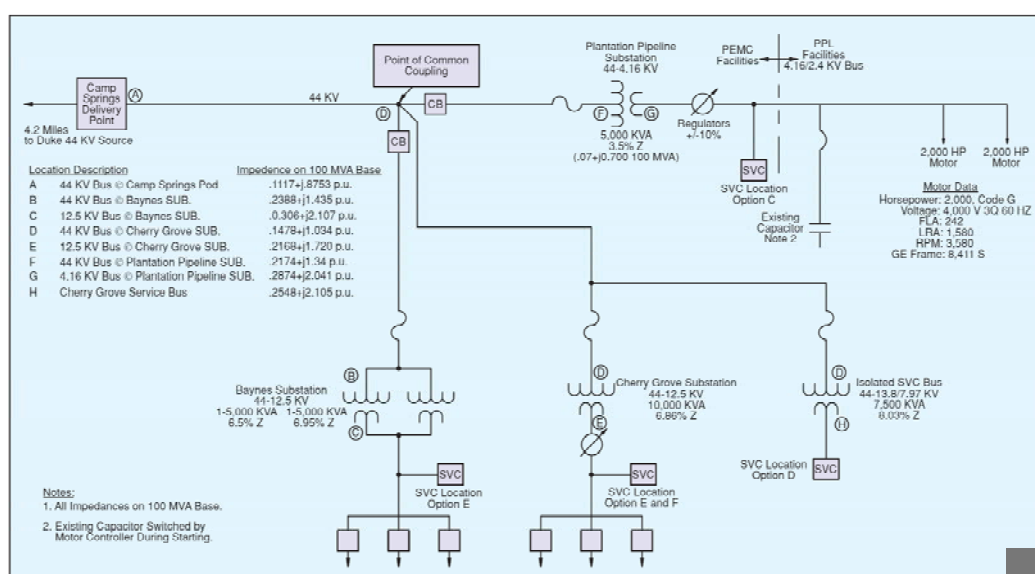 Point of Common
Coupling
Plantation Pipeline
Substation
44-4.16 KV
PEMC
Facilities
PPL
Facilities
4.16/2.4 KV Bus
Camp
Springs
Delivery
Point
A
44 KV
D
CB
CB
F
G
Regulators
+/-10%
5,000 KVA
3.5% Z
(.07+j0.700 100 MVA)
4.2 Miles
to Duke 44 KV Source
SVC
SVC Location
Option C
2,000 HP
Motor
2,000 HP
Motor
Existing
Capacitor
Note 2
Motor Data
Horsepower: 2,000, Code G
Voltage: 4,000 V 3Q 60 HZ
FLA: 242
LRA: 1,580
RPM: 3,580
GE Frame: 8,411 S
Location Description Impedence on 100 MVA Base
A 44 KV Bus © Camp Springs Pod .1117+j.8753 p.u.
B 44 KV Bus © Baynes SUB. .2388+j1.435 p.u.
C 12.5 KV Bus © Baynes SUB. .0.306+j2.107 p.u.
D 44 KV Bus © Cherry Grove SUB. .1478+j1.034 p.u.
E 12.5 KV Bus © Cherry Grove SUB. .2168+j1.720 p.u.
F 44 KV Bus © Plantation Pipeline SUB. .2174+j1.34 p.u.
G 4.16 KV Bus © Plantation Pipeline SUB. .2874+j2.041 p.u.
H Cherry Grove Service Bus .2548+j2.105 p.u.
B
Baynes Substation
44-12.5 KV
1-5,000 KVA 1-5,000 KVA
6.5% Z 6.95% Z
C
D
Cherry Grove Substation
44-12.5 KV
10,000 KVA
6.86% Z
E
D
Isolated SVC Bus
44-13.8/7.97 KV
7,500 KVA
8.03% Z
H
SVC
SVC Location
Option E
SVC
SVC Location
Option E and F
SVC Location
Option D
SVC
Notes:
1. All Impedances on 100 MVA Base.
2. Existing Capacitor Switched by
Motor Controller During Starting.